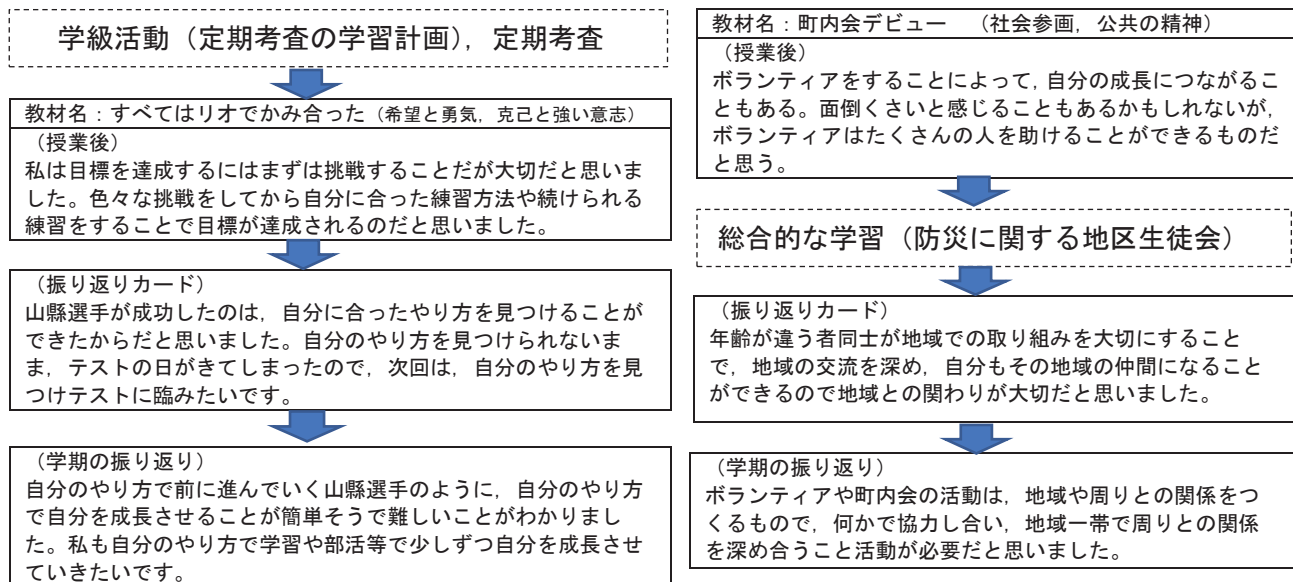 学級活動（定期考査の学習計画），定期考査
教材名：すべてはリオでかみ合った（希望と勇気，克己と強い意志）
（授業後）
私は目標を達成するにはまずは挑戦することだが大切だと思いま
した。色々な挑戦をしてから自分に合った練習方法や続けられる
練習をすることで目標が達成されるのだと思いました。
（振り返りカード）
山縣選手が成功したのは，自分に合ったやり方を見つけることが
できたからだと思いました。自分のやり方を見つけられないま
ま，テストの日がきてしまったので，次回は，自分のやり方を見
つけテストに臨みたいです。
（学期の振り返り）
自分のやり方で前に進んでいく山縣選手のように，自分のやり方
で自分を成長させることが簡単そうで難しいことがわかりまし
た。私も自分のやり方で学習や部活等で少しずつ自分を成長させ
ていきたいです。
教材名：町内会デビュー　（社会参画，公共の精神）
（授業後）
ボランティアをすることによって，自分の成長につながるこ
ともある。面倒くさいと感じることもあるかもしれないが，
ボランティアはたくさんの人を助けることができるものだ
と思う。
総合的な学習（防災に関する地区生徒会）
（振り返りカード）
年齢が違う者同士が地域での取り組みを大切にすること
で，地域の交流を深め，自分もその地域の仲間になること
ができるので地域との関わりが大切だと思いました。
（学期の振り返り）
ボランティアや町内会の活動は，地域や周りとの関係をつ
くるもので，何かで協力し合い，地域一帯で周りとの関係
を深め合うこと活動が必要だと思いました。